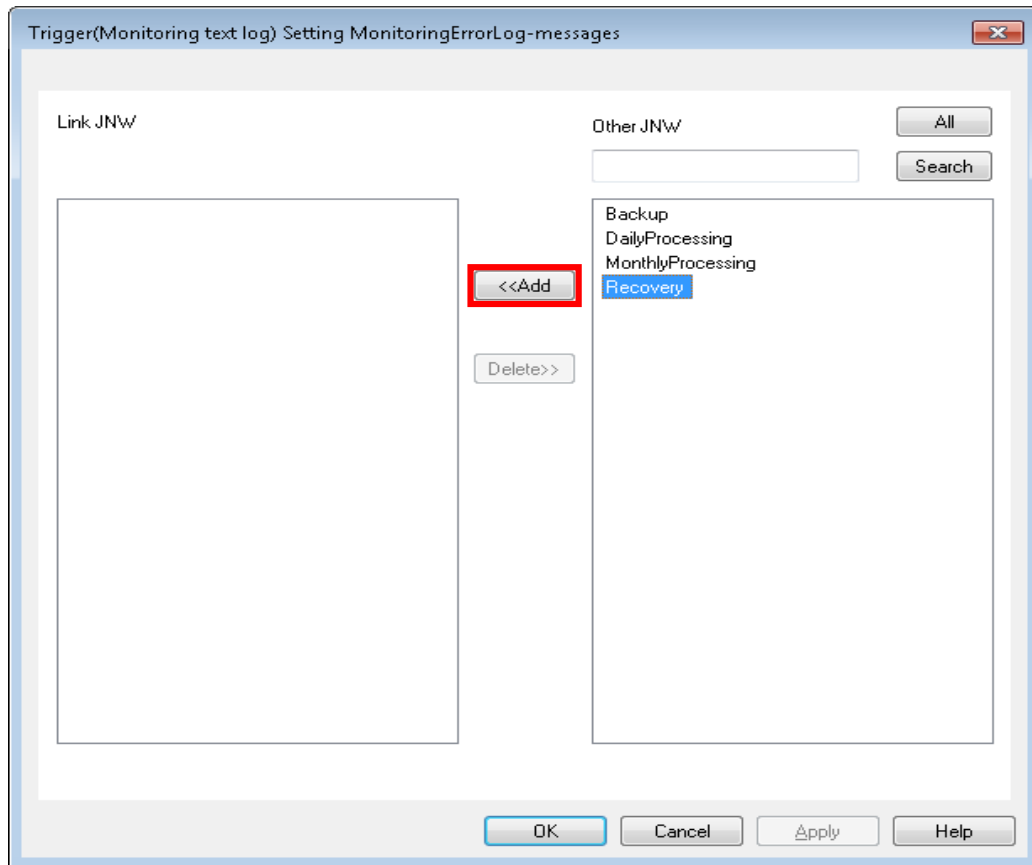 Trigger(Monitoring text log) Setting MonitoringErrorLog-messages
Link JNW
Other JNW
All
Search
Backup
DailyProcessing
MonthlyProcessing
Recovery
<<Add
Delete>>
OK
Cancel
Apply
Help